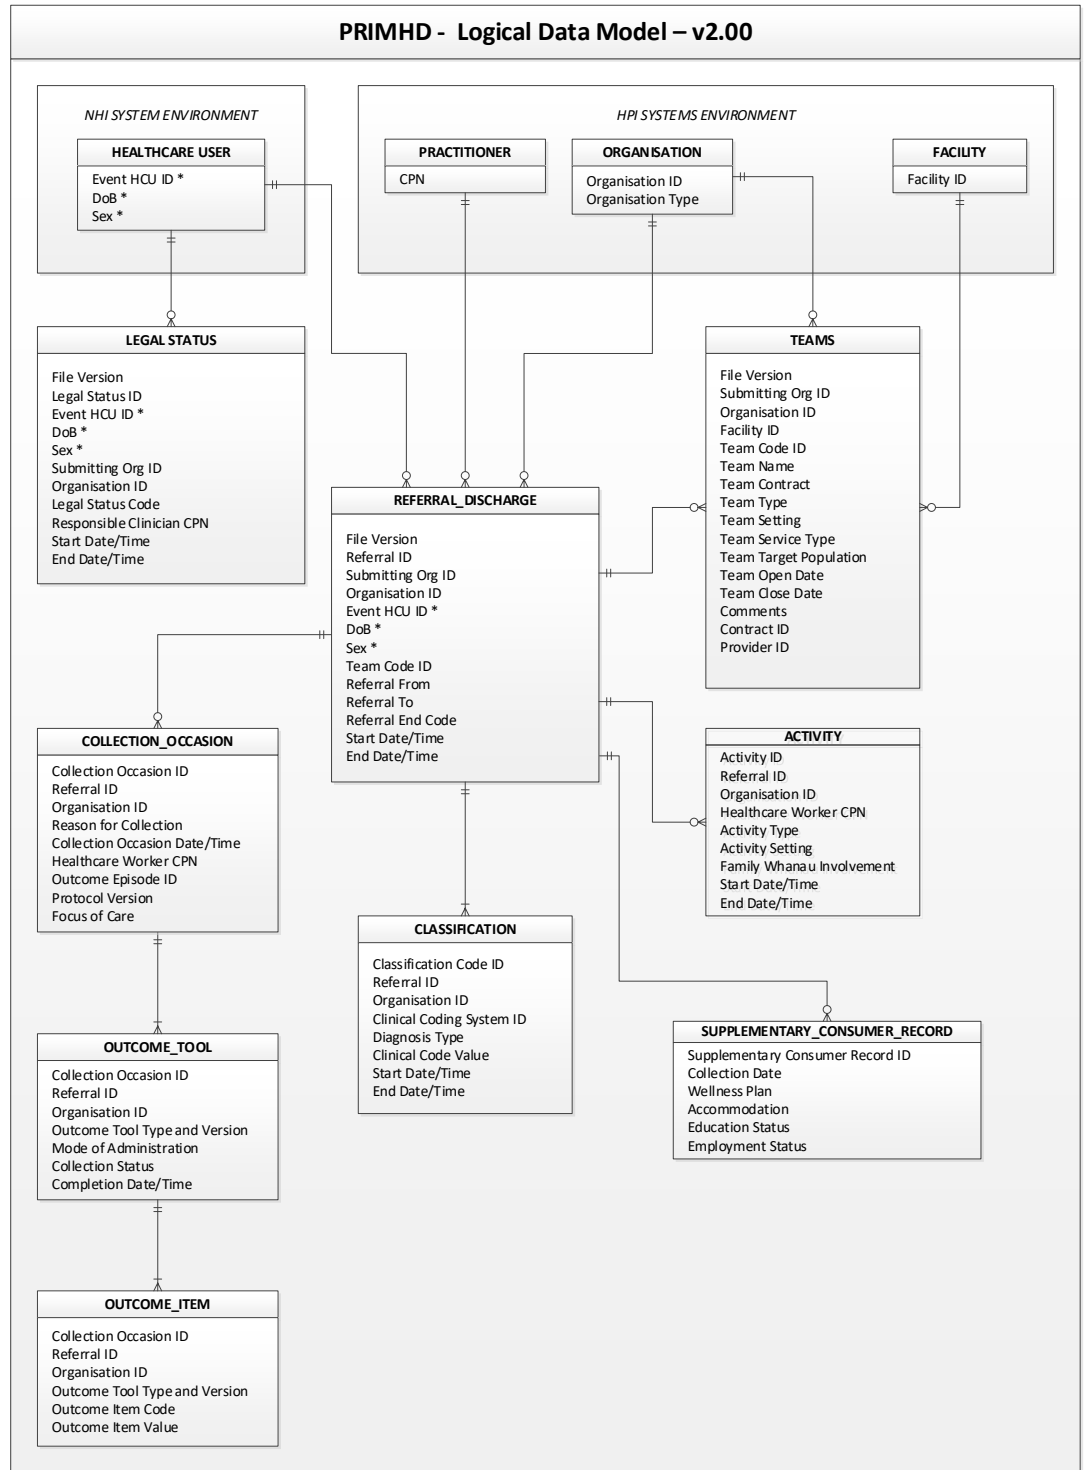 PRIMHD - Logical Data Model – v2.00
NHI SYSTEM ENVIRONMENT
HEALTHCARE USER
Event HCU ID *
DoB *
Sex *
HPI SYSTEMS ENVIRONMENT
PRACTITIONER
CPN
ORGANISATION
Organisation ID
Organisation Type
FACILITY
Facility ID
LEGAL STATUS
File Version
Legal Status ID
Event HCU ID *
DoB *
Sex *
Submitting Org ID
Organisation ID
Legal Status Code
Responsible Clinician CPN
Start Date/Time
End Date/Time
TEAMS
File Version
Submitting Org ID
Organisation ID
Facility ID
Team Code ID
Team Name
Team Contract
Team Type
Team Setting
Team Service Type
Team Target Population
Team Open Date
Team Close Date
Comments
Contract ID
Provider ID
REFERRAL_DISCHARGE
File Version
Referral ID
Submitting Org ID
Organisation ID
Event HCU ID *
DoB *
Sex *
Team Code ID
Referral From
Referral To
Referral End Code
Start Date/Time
End Date/Time
COLLECTION_OCCASION
Collection Occasion ID
Referral ID
Organisation ID
Reason for Collection
Collection Occasion Date/Time
Healthcare Worker CPN
Outcome Episode ID
Protocol Version
Focus of Care
ACTIVITY
Activity ID
Referral ID
Organisation ID
Healthcare Worker CPN
Activity Type
Activity Setting
Family Whanau Involvement
Start Date/Time
End Date/Time
CLASSIFICATION
Classification Code ID
Referral ID
Organisation ID
Clinical Coding System ID
Diagnosis Type
Clinical Code Value
Start Date/Time
End Date/Time
SUPPLEMENTARY_CONSUMER_RECORD
Supplementary Consumer Record ID
Collection Date
Wellness Plan
Accommodation
Education Status
Employment Status
OUTCOME_TOOL
Collection Occasion ID
Referral ID
Organisation ID
Outcome Tool Type and Version
Mode of Administration
Collection Status
Completion Date/Time
OUTCOME_ITEM
Collection Occasion ID
Referral ID
Organisation ID
Outcome Tool Type and Version
Outcome Item Code
Outcome Item Value